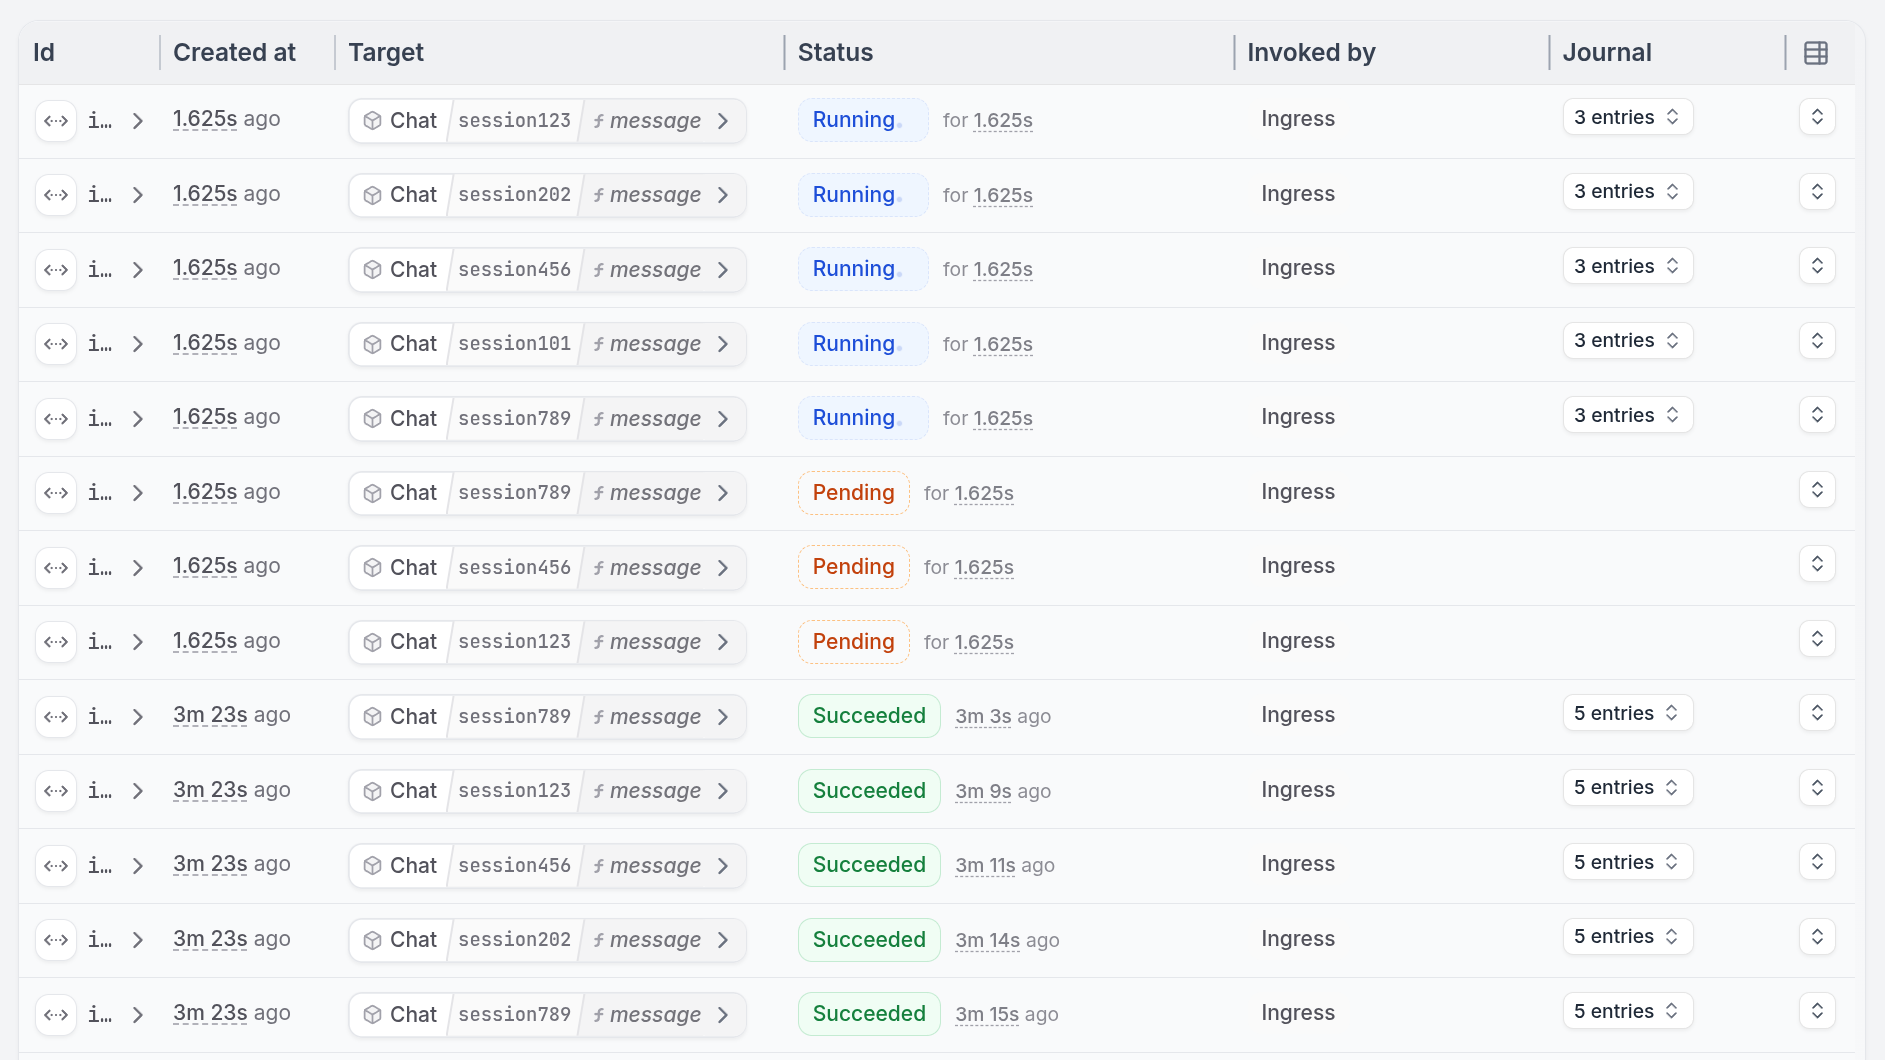 Id Created at Target Status Invoked by Journal
i... 1.625s ago Chat session123 f message Running. for 1.625s Ingress 3 entries
i... 1.625s ago Chat session202 f message Running. for 1.625s Ingress 3 entries
i... 1.625s ago Chat session456 f message Running. for 1.625s Ingress 3 entries
i... 1.625s ago Chat session101 f message Running. for 1.625s Ingress 3 entries
i... 1.625s ago Chat session789 f message Running. for 1.625s Ingress 3 entries
i... 1.625s ago Chat session789 f message Pending for 1.625s Ingress
i... 1.625s ago Chat session456 f message Pending for 1.625s Ingress
i... 1.625s ago Chat session123 f message Pending for 1.625s Ingress
i... 3m 23s ago Chat session789 f message Succeeded 3m 3s ago Ingress 5 entries
i... 3m 23s ago Chat session123 f message Succeeded 3m 9s ago Ingress 5 entries
i... 3m 23s ago Chat session456 f message Succeeded 3m 11s ago Ingress 5 entries
i... 3m 23s ago Chat session202 f message Succeeded 3m 14s ago Ingress 5 entries
i... 3m 23s ago Chat session789 f message Succeeded 3m 15s ago Ingress 5 entries